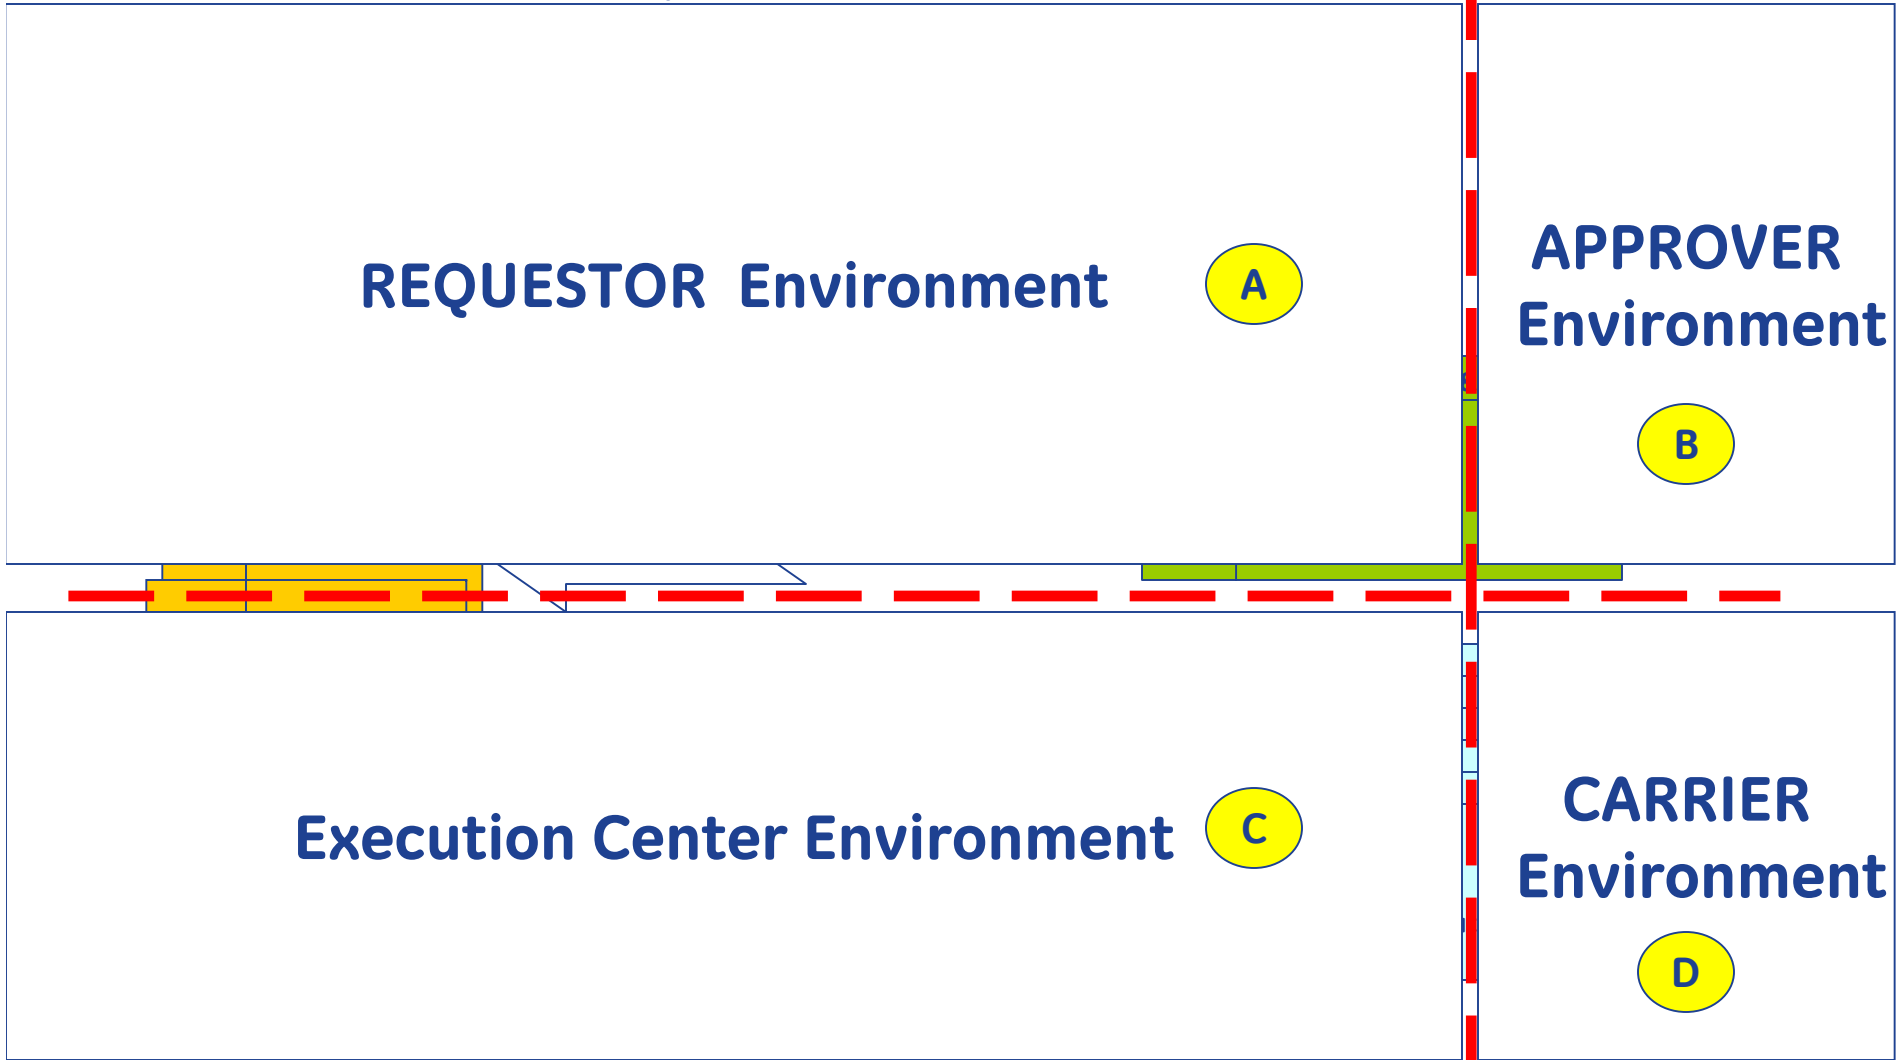 REQUESTOR  Environment
A
APPROVER
Environment
B
Execution Center Environment
C
CARRIER
Environment
D